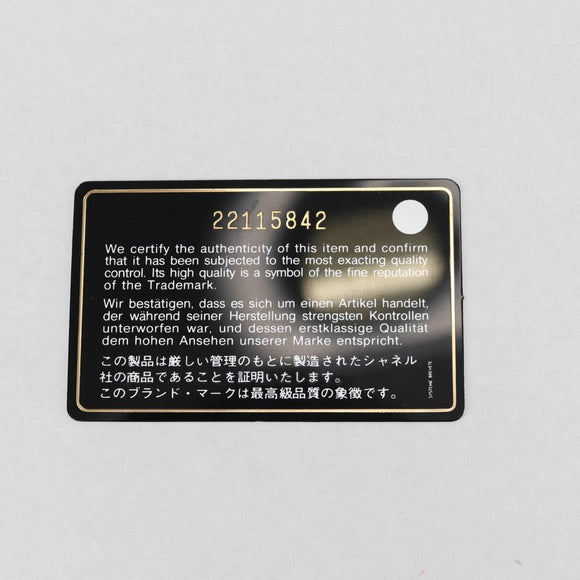 22115842
We certify the authenticity of this item and confirm
that it has been subjected to the most exacting quality
control. Its high quality is a symbol of the fine reputation
of the Trademark.
Wir bestätigen, dass es sich um einen Artikel handelt,
der während seiner Herstellung strengsten Kontrollen
unterworfen war, und dessen erstklassige Qualität
dem hohen Ansehen unserer Marke entspricht.
この製品は厳しい管理のもとに製造されたシャネル
社の商品であることを証明いたします。
このブランド・マークは最高級品質の象徴です。
SYSTEME BREVETE